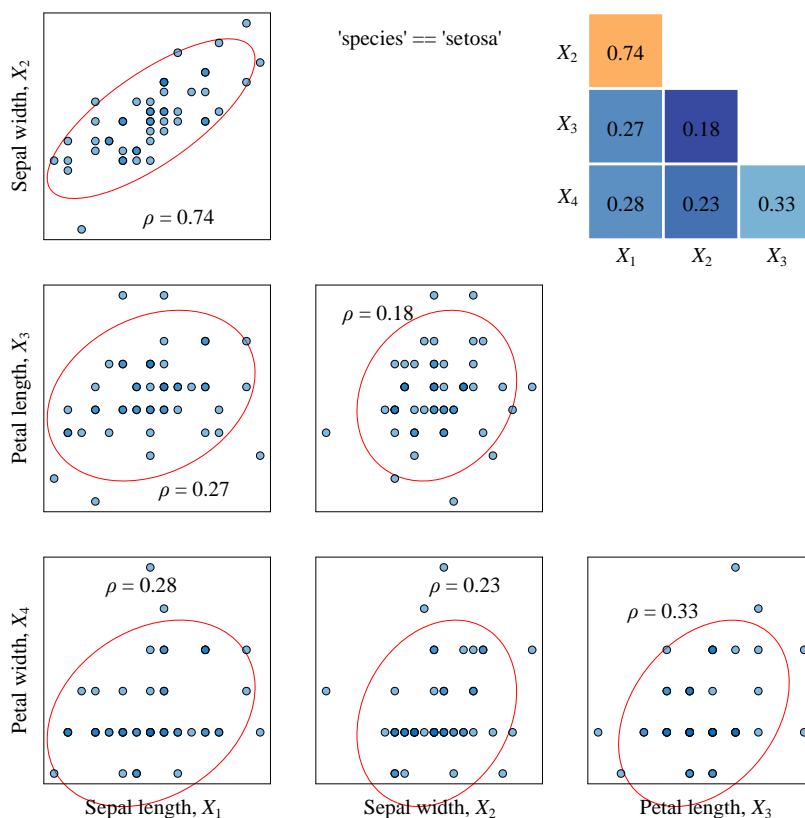 Sepal width, X₂
ρ = 0.74
'species' == 'setosa'
X₂
0.74
X₃
0.27 0.18
X₄
0.28 0.23 0.33
X₁ X₂ X₃
Petal length, X₃
ρ = 0.27
ρ = 0.18
Petal width, X₄
ρ = 0.28
ρ = 0.23
ρ = 0.33
Sepal length, X₁
Sepal width, X₂
Petal length, X₃